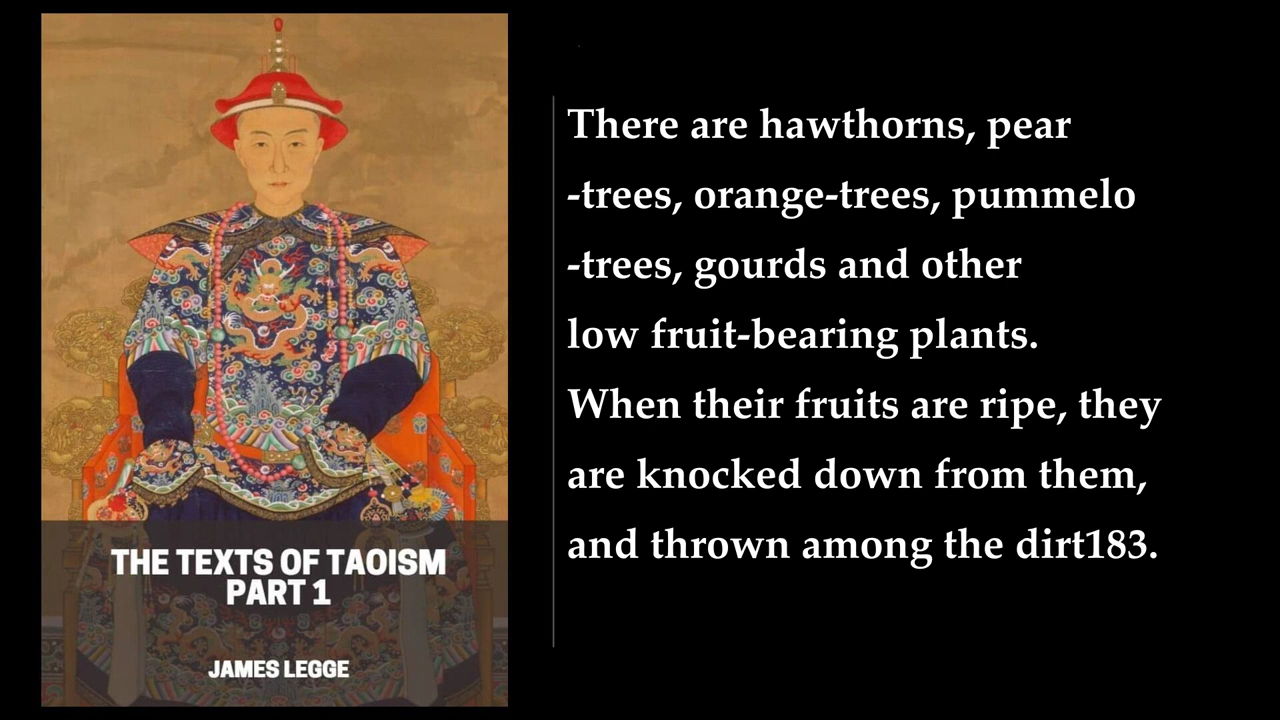 THE TEXTS OF TAOISM
PART 1
JAMES LEGGE
There are hawthorns, pear
-trees, orange-trees, pummelo
-trees, gourds and other
low fruit-bearing plants.
When their fruits are ripe, they
are knocked down from them,
and thrown among the dirt183.